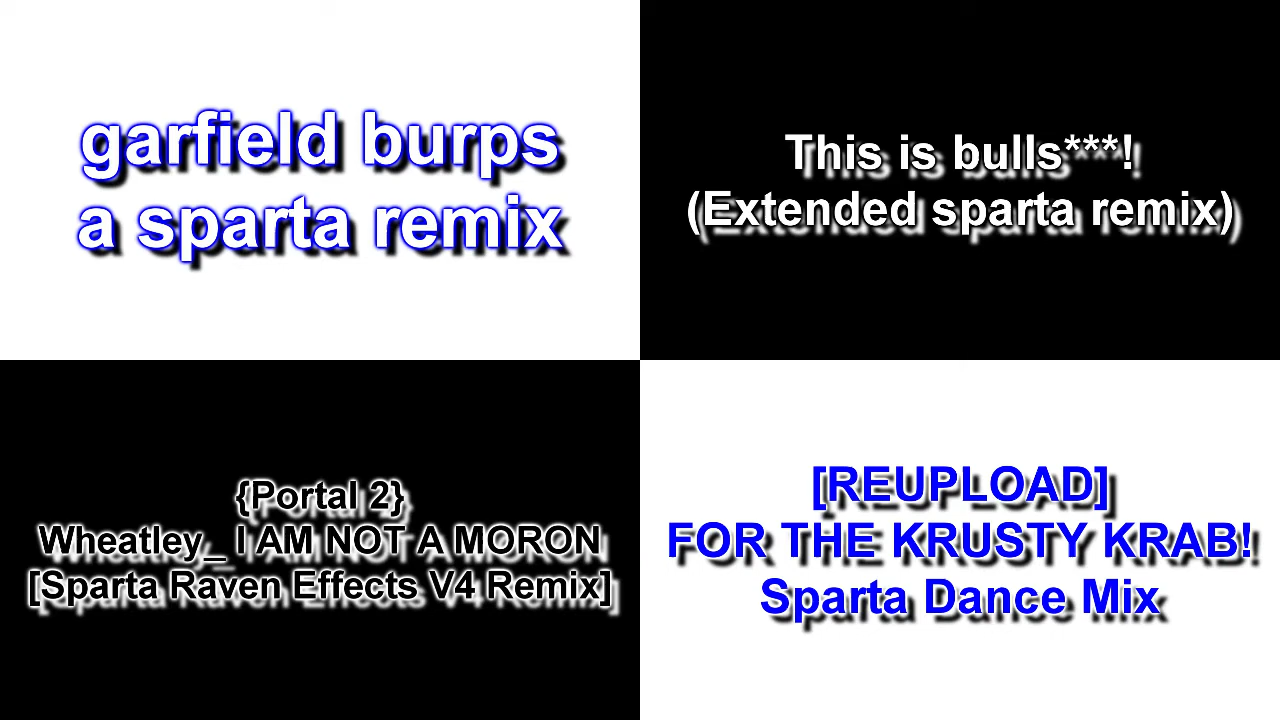 garfield burps
a sparta remix
This is bulls***!
(Extended sparta remix)
{Portal 2}
Wheatley_ I AM NOT A MORON
[Sparta Raven Effects V4 Remix]
[REUPLOAD]
FOR THE KRUSTY KRAB!
Sparta Dance Mix